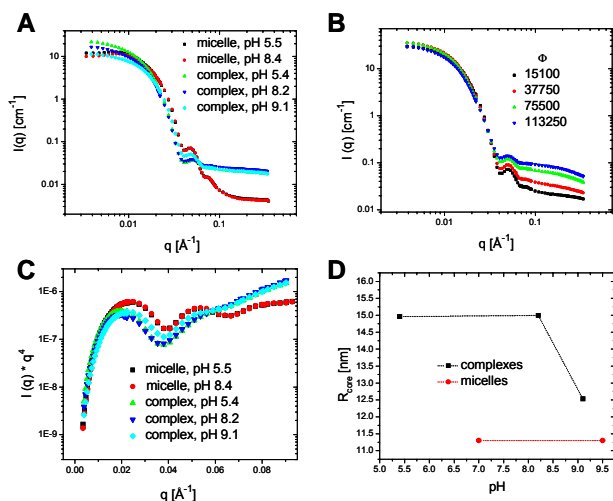 A
I(q) [cm⁻¹]
10
1
0.1
0.01
0.01
0.1
q [Å⁻¹]
micelle, pH 5.5
micelle, pH 8.4
complex, pH 5.4
complex, pH 8.2
complex, pH 9.1
B
I (q) [cm⁻¹]
100
10
1
0.1
0.01
0.01
0.1
q [Å⁻¹]
Φ
15100
37750
75500
113250
C
I (q) * q⁴
1E-6
1E-7
1E-8
1E-9
0.00
0.02
0.04
0.06
0.08
q [Å⁻¹]
micelle, pH 5.5
micelle, pH 8.4
complex, pH 5.4
complex, pH 8.2
complex, pH 9.1
D
R_core [nm]
16.0
15.5
15.0
14.5
14.0
13.5
13.0
12.5
12.0
11.5
11.0
5.0
5.5
6.0
6.5
7.0
7.5
8.0
8.5
9.0
9.5
pH
complexes
micelles